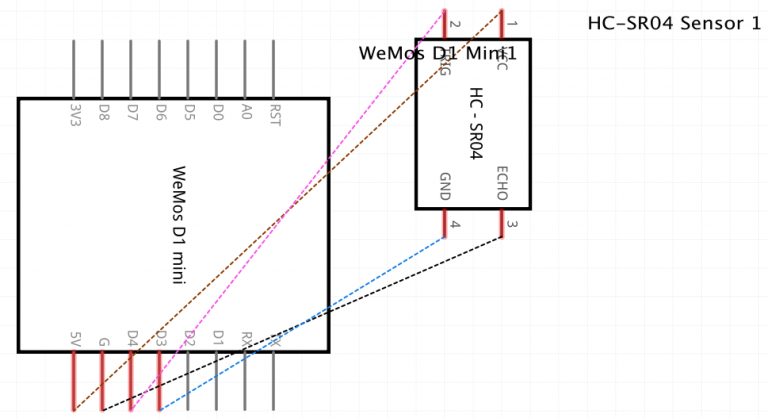 HC-SR04 Sensor 1
WeMos D1 Mini1
2
1
TRIG
VCC
HC - SR04
GND
ECHO
4
3
3V3
D8
D7
D6
D5
D0
A0
RST
WeMos D1 mini
5V
G
D4
D3
D2
D1
RX